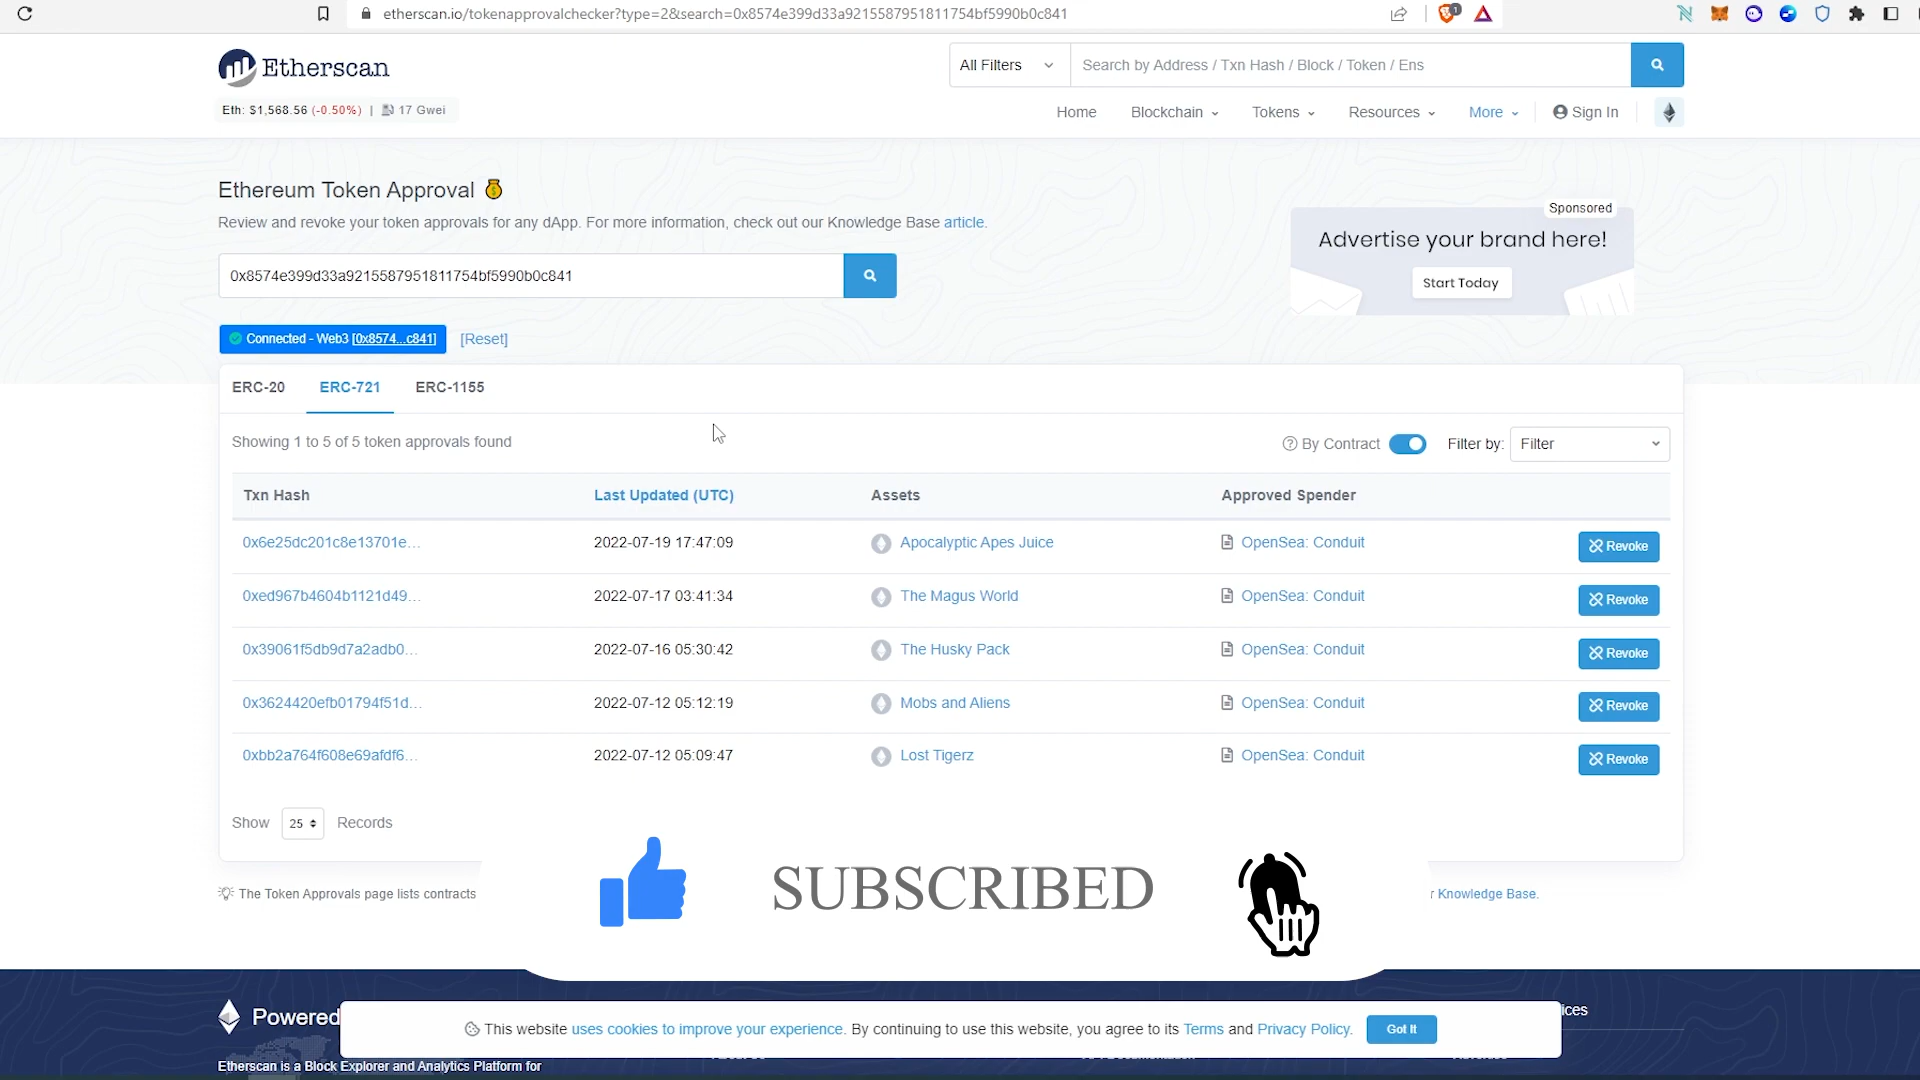 etherscan.io/tokenapprovalchecker?type=2&search=0x8574e399d33a9215587951811754bf5990b0c841
1
Etherscan
All Filters
Search by Address / Txn Hash / Block / Token / Ens
Eth: $1,568.56 (-0.50%) | 17 Gwei
Home Blockchain Tokens Resources More Sign In
Ethereum Token Approval
Review and revoke your token approvals for any dApp. For more information, check out our Knowledge Base article.
Sponsored
Advertise your brand here!
Start Today
0x8574e399d33a9215587951811754bf5990b0c841
Connected - Web3 [0x8574...c841] [Reset]
ERC-20 ERC-721 ERC-1155
Showing 1 to 5 of 5 token approvals found
By Contract Filter by: Filter
Txn Hash Last Updated (UTC) Assets Approved Spender
0x6e25dc201c8e13701e... 2022-07-19 17:47:09 Apocalyptic Apes Juice OpenSea: Conduit Revoke
0xed967b4604b1121d49... 2022-07-17 03:41:34 The Magus World OpenSea: Conduit Revoke
0x39061f5db9d7a2adb0... 2022-07-16 05:30:42 The Husky Pack OpenSea: Conduit Revoke
0x3624420efb01794f51d... 2022-07-12 05:12:19 Mobs and Aliens OpenSea: Conduit Revoke
0xbb2a764f608e69afdf6... 2022-07-12 05:09:47 Lost Tigerz OpenSea: Conduit Revoke
Show 25 Records
SUBSCRIBED
The Token Approvals page lists contracts
r Knowledge Base.
Powered
ices
This website uses cookies to improve your experience. By continuing to use this website, you agree to its Terms and Privacy Policy. Got It
Etherscan is a Block Explorer and Analytics Platform for